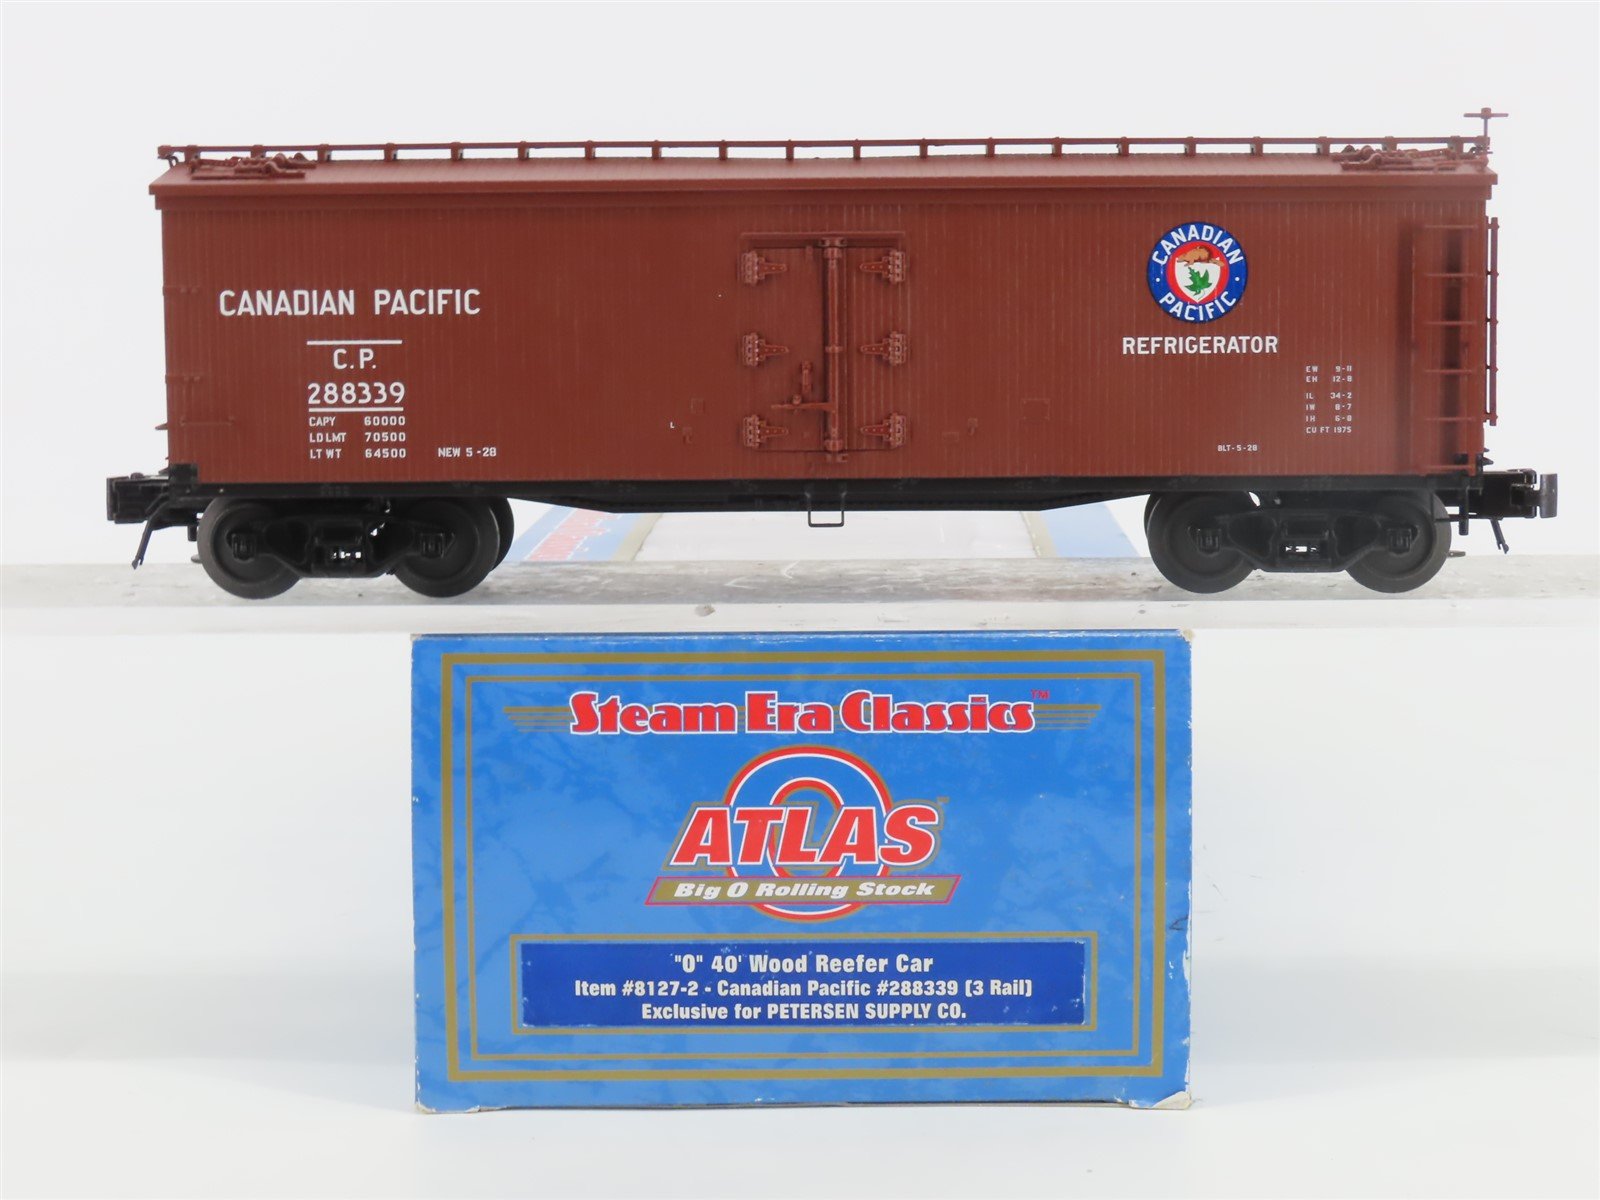 CANADIAN PACIFIC
C.P.
288339
CAPY 60000
LD LMT 70500
LT WT 64500 NEW 5-28
L
CANADIAN
PACIFIC
REFRIGERATOR
EW 9-11
EH 12-8
IL 34-2
IW 8-7
IH 6-8
CU FT 1975
BLT-5-28
Steam Era Classics™
O
ATLAS™
Big O Rolling Stock
"O" 40' Wood Reefer Car
Item #8127-2 - Canadian Pacific #288339 (3 Rail)
Exclusive for PETERSEN SUPPLY CO.